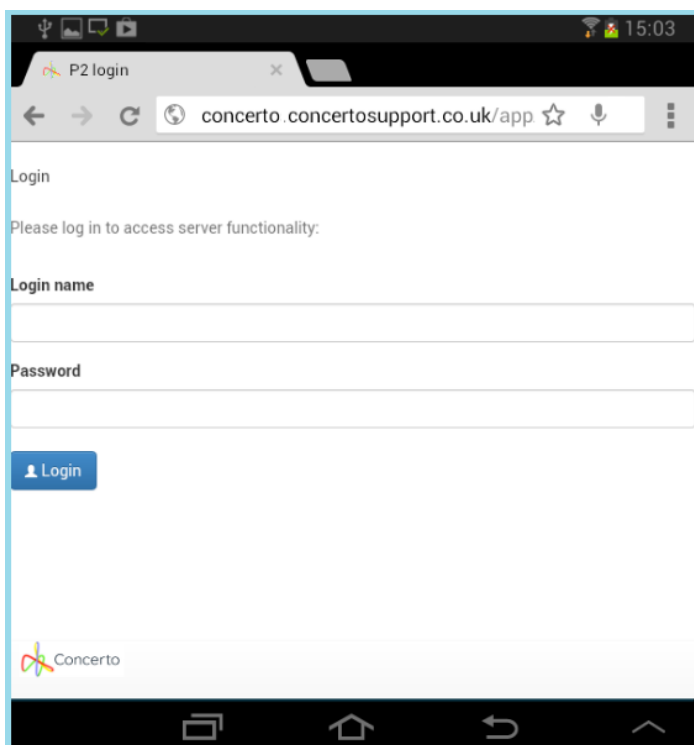 15:03
P2 login
concerto.concertosupport.co.uk/app
Login
Please log in to access server functionality:
Login name
Password
Login
Concerto